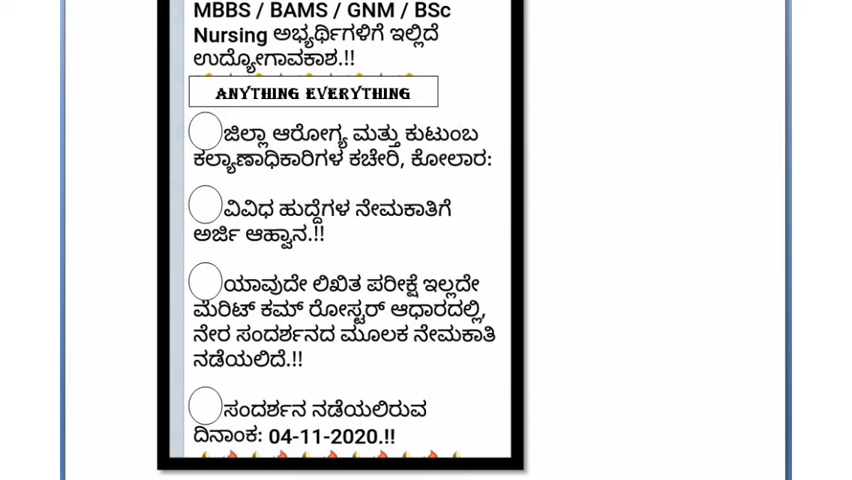 MBBS / BAMS / GNM / BSc
Nursing ಅಭ್ಯರ್ಥಿಗಳಿಗೆ ಇಲ್ಲಿದೆ
ಉದ್ಯೋಗಾವಕಾಶ.!!
ANYTHING EVERYTHING
ಜಿಲ್ಲಾ ಆರೋಗ್ಯ ಮತ್ತು ಕುಟುಂಬ
ಕಲ್ಯಾಣಾಧಿಕಾರಿಗಳ ಕಚೇರಿ, ಕೋಲಾರ:
ವಿವಿಧ ಹುದ್ದೆಗಳ ನೇಮಕಾತಿಗೆ
ಅರ್ಜಿ ಆಹ್ವಾನ.!!
ಯಾವುದೇ ಲಿಖಿತ ಪರೀಕ್ಷೆ ಇಲ್ಲದೇ
ಮೆರಿಟ್ ಕಮ್ ರೋಸ್ಟರ್ ಆಧಾರದಲ್ಲಿ,
ನೇರ ಸಂದರ್ಶನದ ಮೂಲಕ ನೇಮಕಾತಿ
ನಡೆಯಲಿದೆ.!!
ಸಂದರ್ಶನ ನಡೆಯಲಿರುವ
ದಿನಾಂಕ: 04-11-2020.!!